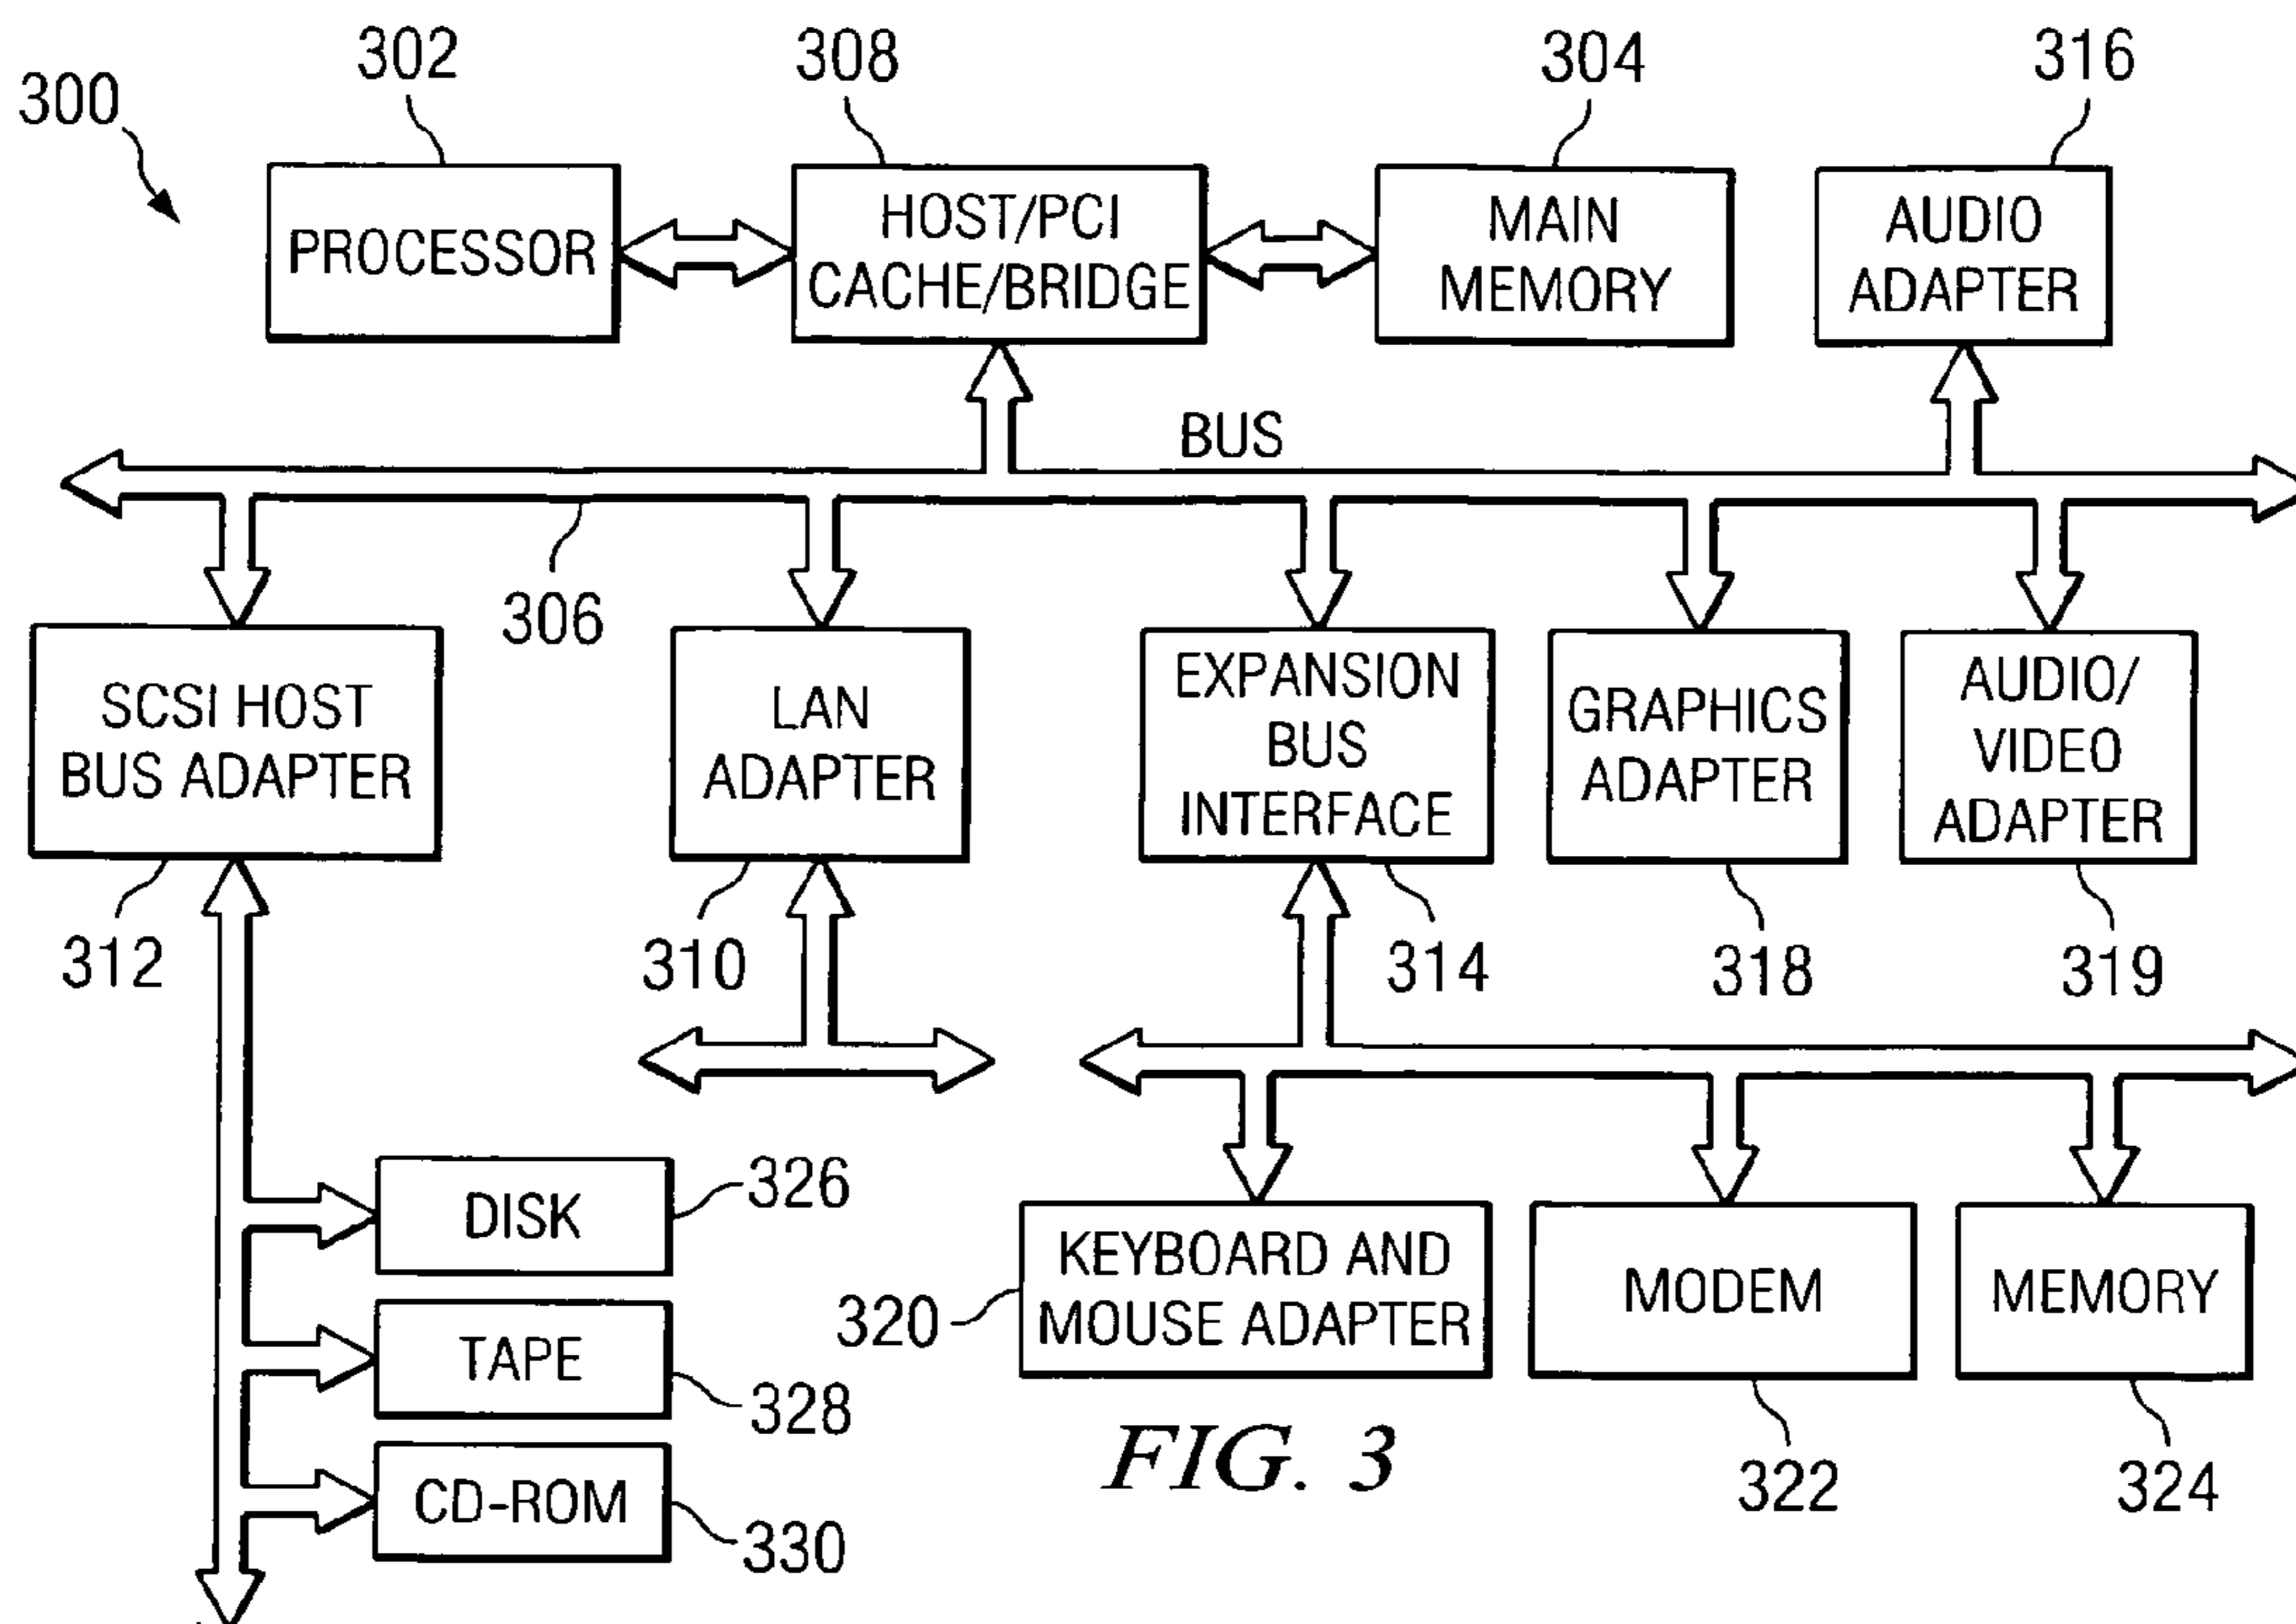 300
302
308
304
316
PROCESSOR
HOST/PCI
CACHE/BRIDGE
MAIN
MEMORY
AUDIO
ADAPTER
BUS
306
SCSI HOST
BUS ADAPTER
LAN
ADAPTER
EXPANSION
BUS
INTERFACE
GRAPHICS
ADAPTER
AUDIO/
VIDEO
ADAPTER
312
310
314
318
319
DISK
326
TAPE
328
CD-ROM
330
320
KEYBOARD AND
MOUSE ADAPTER
MODEM
MEMORY
322
324
FIG. 3